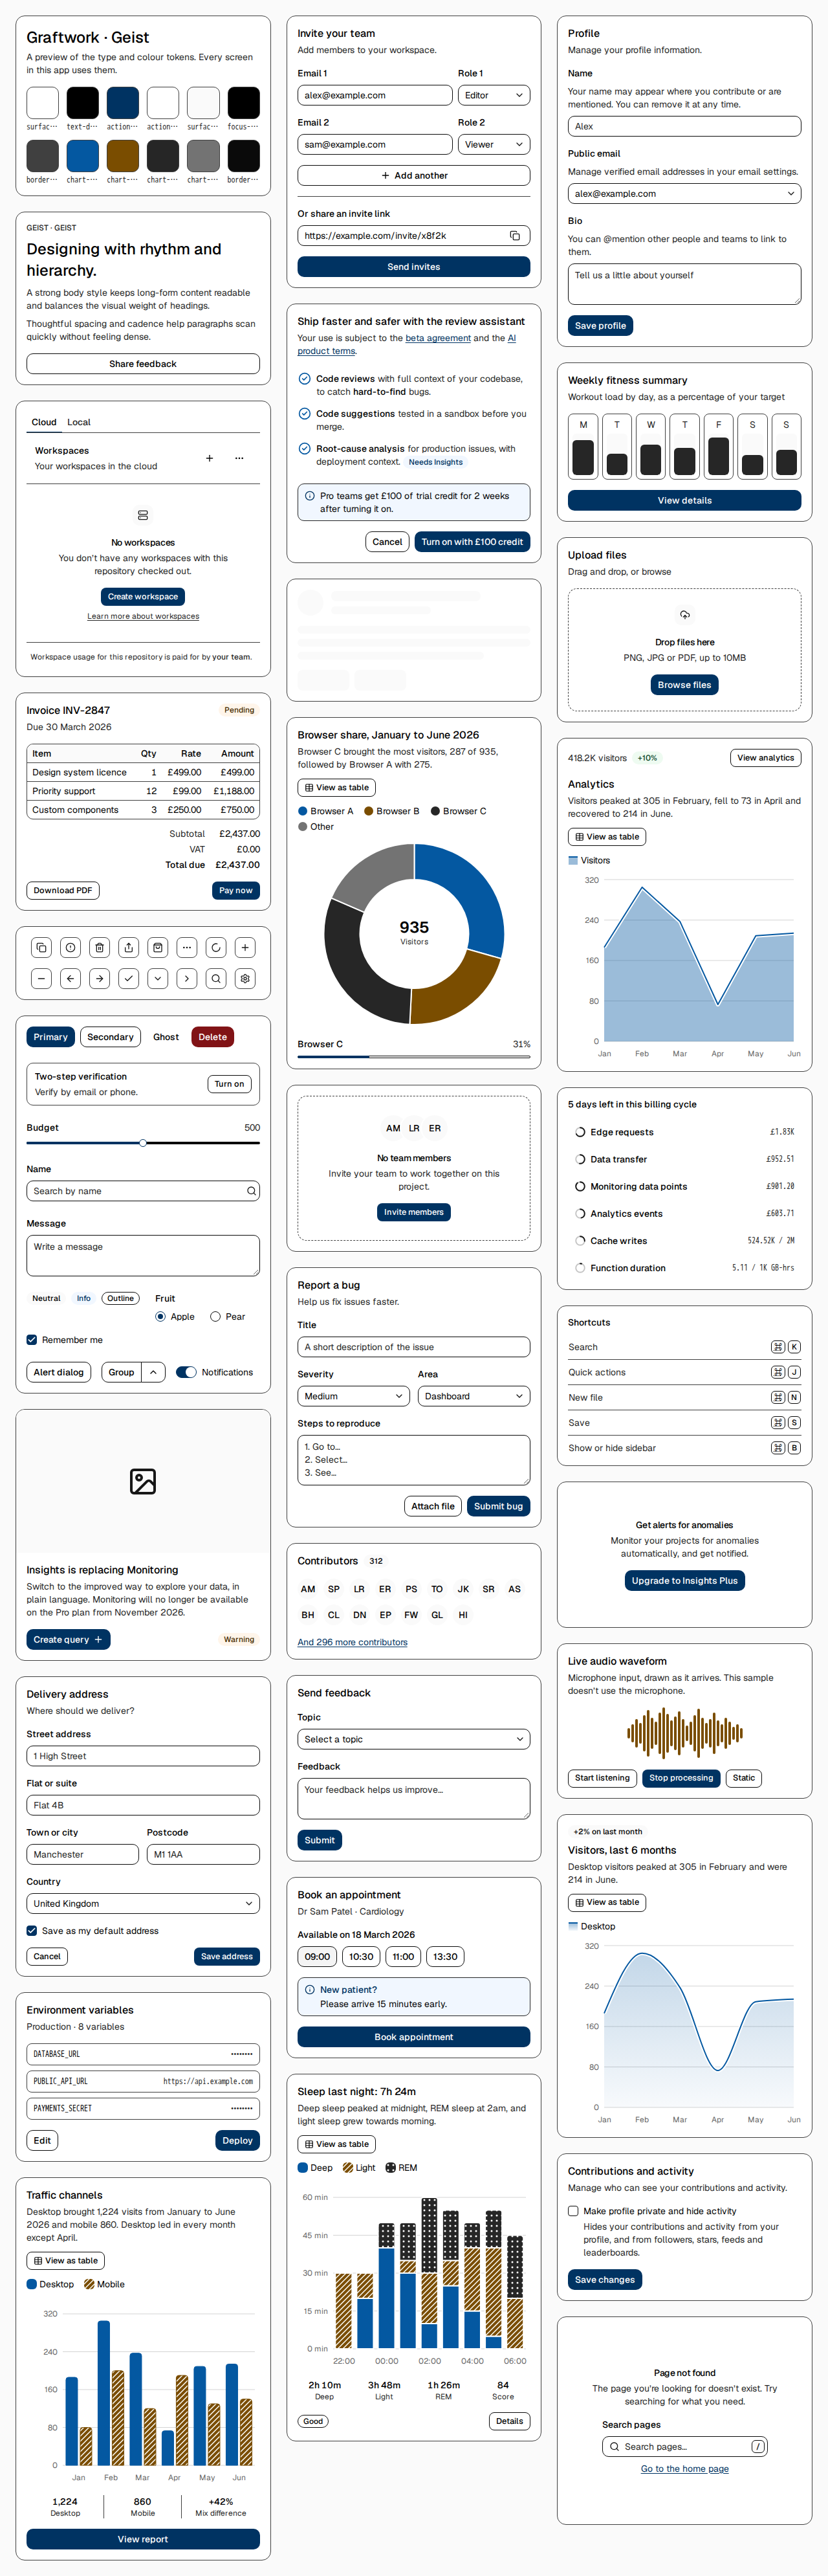 Graftwork · Geist
A preview of the type and colour tokens. Every screen
in this app uses them.
surfac···
text-d···
action···
action···
surfac···
focus-···
border···
chart-···
chart-···
chart-···
chart-···
border···
GEIST · GEIST
Designing with rhythm and
hierarchy.
A strong body style keeps long-form content readable
and balances the visual weight of headings.
Thoughtful spacing and cadence help paragraphs scan
quickly without feeling dense.
Share feedback
Cloud Local
Workspaces
Your workspaces in the cloud
No workspaces
You don't have any workspaces with this
repository checked out.
Create workspace
Learn more about workspaces
Workspace usage for this repository is paid for by your team.
Invoice INV-2847 Pending
Due 30 March 2026
Item Qty Rate Amount
Design system licence 1 £499.00 £499.00
Priority support 12 £99.00 £1,188.00
Custom components 3 £250.00 £750.00
Subtotal £2,437.00
VAT £0.00
Total due £2,437.00
Download PDF Pay now
Primary Secondary Ghost Delete
Two-step verification
Verify by email or phone.
Turn on
Budget 500
Name
Search by name
Message
Write a message
Neutral Info Outline
Fruit
Apple Pear
Remember me
Alert dialog Group Notifications
Insights is replacing Monitoring
Switch to the improved way to explore your data, in
plain language. Monitoring will no longer be available
on the Pro plan from November 2026.
Create query Warning
Delivery address
Where should we deliver?
Street address
1 High Street
Flat or suite
Flat 4B
Town or city Postcode
Manchester M1 1AA
Country
United Kingdom
Save as my default address
Cancel Save address
Environment variables
Production · 8 variables
DATABASE_URL ••••••••
PUBLIC_API_URL https://api.example.com
PAYMENTS_SECRET ••••••••
Edit Deploy
Traffic channels
Desktop brought 1,224 visits from January to June
2026 and mobile 860. Desktop led in every month
except April.
View as table
Desktop Mobile
320
240
160
80
0
Jan Feb Mar Apr May Jun
1,224 860 +42%
Desktop Mobile Mix difference
View report
Invite your team
Add members to your workspace.
Email 1 Role 1
alex@example.com Editor
Email 2 Role 2
sam@example.com Viewer
Add another
Or share an invite link
https://example.com/invite/x8f2k
Send invites
Ship faster and safer with the review assistant
Your use is subject to the beta agreement and the AI
product terms.
Code reviews with full context of your codebase,
to catch hard-to-find bugs.
Code suggestions tested in a sandbox before you
merge.
Root-cause analysis for production issues, with
deployment context. Needs Insights
Pro teams get £100 of trial credit for 2 weeks
after turning it on.
Cancel Turn on with £100 credit
Browser share, January to June 2026
Browser C brought the most visitors, 287 of 935,
followed by Browser A with 275.
View as table
Browser A Browser B Browser C
Other
935
Visitors
Browser C 31%
AM LR ER
No team members
Invite your team to work together on this
project.
Invite members
Report a bug
Help us fix issues faster.
Title
A short description of the issue
Severity Area
Medium Dashboard
Steps to reproduce
1. Go to...
2. Select...
3. See...
Attach file Submit bug
Contributors 312
AM SP LR ER PS TO JK SR AS
BH CL DN EP FW GL HI
And 296 more contributors
Send feedback
Topic
Select a topic
Feedback
Your feedback helps us improve...
Submit
Book an appointment
Dr Sam Patel · Cardiology
Available on 18 March 2026
09:00 10:30 11:00 13:30
New patient?
Please arrive 15 minutes early.
Book appointment
Sleep last night: 7h 24m
Deep sleep peaked at midnight, REM sleep at 2am, and
light sleep grew towards morning.
View as table
Deep Light REM
60 min
45 min
30 min
15 min
0 min
22:00 00:00 02:00 04:00 06:00
2h 10m 3h 48m 1h 26m 84
Deep Light REM Score
Good Details
Profile
Manage your profile information.
Name
Your name may appear where you contribute or are
mentioned. You can remove it at any time.
Alex
Public email
Manage verified email addresses in your email settings.
alex@example.com
Bio
You can @mention other people and teams to link to
them.
Tell us a little about yourself
Save profile
Weekly fitness summary
Workout load by day, as a percentage of your target
M T W T F S S
View details
Upload files
Drag and drop, or browse
Drop files here
PNG, JPG or PDF, up to 10MB
Browse files
418.2K visitors +10% View analytics
Analytics
Visitors peaked at 305 in February, fell to 73 in April and
recovered to 214 in June.
View as table
Visitors
320
240
160
80
0
Jan Feb Mar Apr May Jun
5 days left in this billing cycle
Edge requests £1.83K
Data transfer £952.51
Monitoring data points £901.20
Analytics events £603.71
Cache writes 524.52K / 2M
Function duration 5.11 / 1K GB-hrs
Shortcuts
Search ⌘ K
Quick actions ⌘ J
New file ⌘ N
Save ⌘ S
Show or hide sidebar ⌘ B
Get alerts for anomalies
Monitor your projects for anomalies
automatically, and get notified.
Upgrade to Insights Plus
Live audio waveform
Microphone input, drawn as it arrives. This sample
doesn't use the microphone.
Start listening Stop processing Static
+2% on last month
Visitors, last 6 months
Desktop visitors peaked at 305 in February and were
214 in June.
View as table
Desktop
320
240
160
80
0
Jan Feb Mar Apr May Jun
Contributions and activity
Manage who can see your contributions and activity.
Make profile private and hide activity
Hides your contributions and activity from your
profile, and from followers, stars, feeds and
leaderboards.
Save changes
Page not found
The page you're looking for doesn't exist. Try
searching for what you need.
Search pages
Search pages... /
Go to the home page